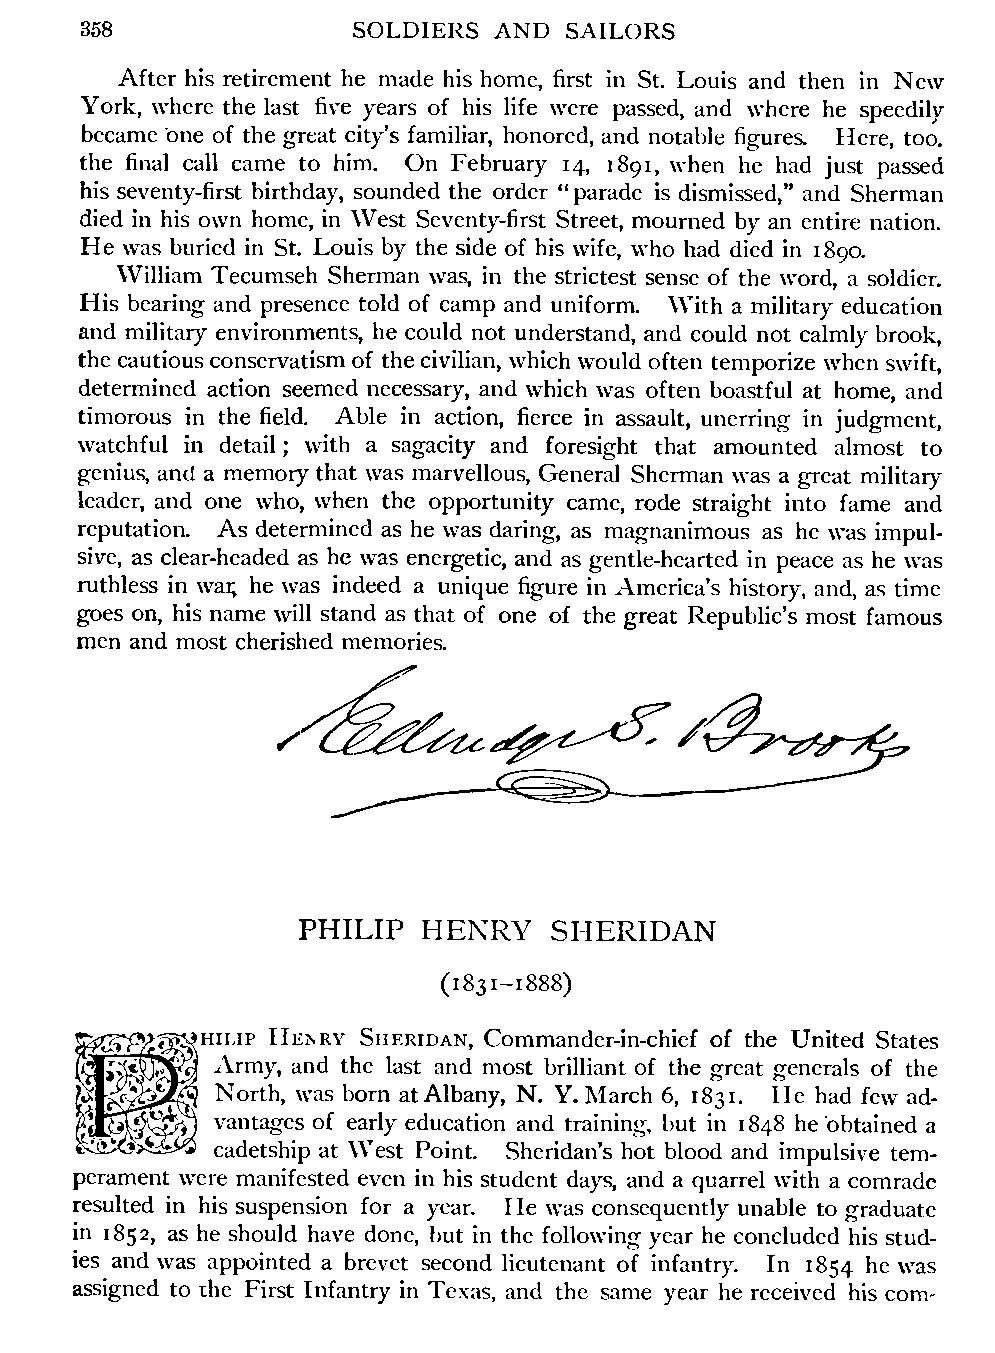 358 SOLDIERS AND SAILORS
After his retirement he made his home, first in St. Louis and then in New
York, where the last five years of his life were passed, and where he speedily
became one of the great city's familiar, honored, and notable figures. Here, too,
the final call came to him. On February 14, 1891, when he had just passed
his seventy-first birthday, sounded the order "parade is dismissed," and Sherman
died in his own home, in West Seventy-first Street, mourned by an entire nation.
He was buried in St. Louis by the side of his wife, who had died in 1890.
William Tecumseh Sherman was, in the strictest sense of the word, a soldier.
His bearing and presence told of camp and uniform. With a military education
and military environments, he could not understand, and could not calmly brook,
the cautious conservatism of the civilian, which would often temporize when swift,
determined action seemed necessary, and which was often boastful at home, and
timorous in the field. Able in action, fierce in assault, unerring in judgment,
watchful in detail; with a sagacity and foresight that amounted almost to
genius, and a memory that was marvellous, General Sherman was a great military
leader, and one who, when the opportunity came, rode straight into fame and
reputation. As determined as he was daring, as magnanimous as he was impul-
sive, as clear-headed as he was energetic, and as gentle-hearted in peace as he was
ruthless in war, he was indeed a unique figure in America's history, and, as time
goes on, his name will stand as that of one of the great Republic's most famous
men and most cherished memories.
Elbridge S. Brooks
PHILIP HENRY SHERIDAN
(1831–1888)
PHILIP HENRY SHERIDAN, Commander-in-chief of the United States
Army, and the last and most brilliant of the great generals of the
North, was born at Albany, N. Y. March 6, 1831. He had few ad-
vantages of early education and training, but in 1848 he obtained a
cadetship at West Point. Sheridan's hot blood and impulsive tem-
perament were manifested even in his student days, and a quarrel with a comrade
resulted in his suspension for a year. He was consequently unable to graduate
in 1852, as he should have done, but in the following year he concluded his stud-
ies and was appointed a brevet second lieutenant of infantry. In 1854 he was
assigned to the First Infantry in Texas, and the same year he received his com-